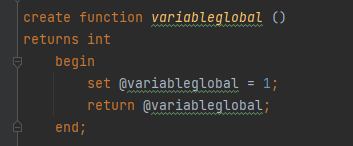 create function variableglobal ()
returns int
    begin
        set @variableglobal = 1;
        return @variableglobal;
    end;